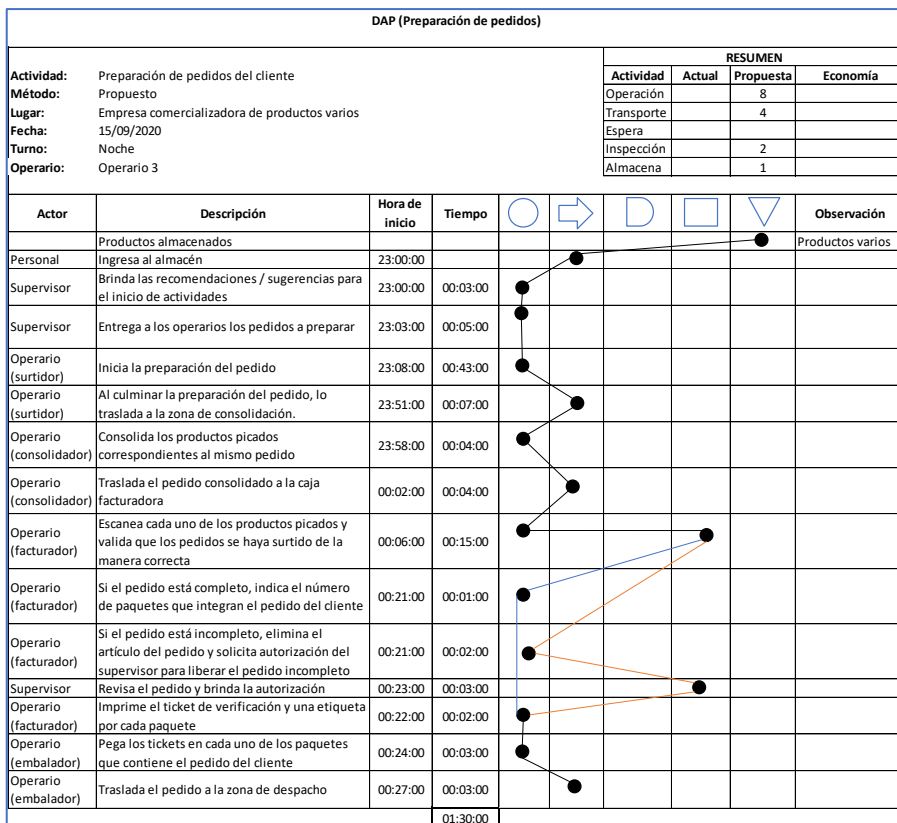 DAP (Preparación de pedidos)
RESUMEN
Actividad: Preparación de pedidos del cliente
Actividad Actual Propuesta Economía
Método: Propuesto
Operación 8
Lugar: Empresa comercializadora de productos varios
Transporte 4
Fecha: 15/09/2020
Espera
Turno: Noche
Inspección 2
Operario: Operario 3
Almacena 1
Actor Descripción Hora de inicio Tiempo Observación
Productos almacenados Productos varios
Personal Ingresa al almacén 23:00:00
Supervisor Brinda las recomendaciones / sugerencias para
el inicio de actividades 23:00:00 00:03:00
Supervisor Entrega a los operarios los pedidos a preparar 23:03:00 00:05:00
Operario
(surtidor) Inicia la preparación del pedido 23:08:00 00:43:00
Operario
(surtidor) Al culminar la preparación del pedido, lo
traslada a la zona de consolidación. 23:51:00 00:07:00
Operario
(consolidador) Consolida los productos picados
correspondientes al mismo pedido 23:58:00 00:04:00
Operario
(consolidador) Traslada el pedido consolidado a la caja
facturadora 00:02:00 00:04:00
Operario
(facturador) Escanea cada uno de los productos picados y
valida que los pedidos se haya surtido de la
manera correcta 00:06:00 00:15:00
Operario
(facturador) Si el pedido está completo, indica el número
de paquetes que integran el pedido del cliente 00:21:00 00:01:00
Operario
(facturador) Si el pedido está incompleto, elimina el
artículo del pedido y solicita autorización del
supervisor para liberar el pedido incompleto 00:21:00 00:02:00
Supervisor Revisa el pedido y brinda la autorización 00:23:00 00:03:00
Operario
(facturador) Imprime el ticket de verificación y una etiqueta
por cada paquete 00:22:00 00:02:00
Operario
(embalador) Pega los tickets en cada uno de los paquetes
que contiene el pedido del cliente 00:24:00 00:03:00
Operario
(embalador) Traslada el pedido a la zona de despacho 00:27:00 00:03:00
01:30:00